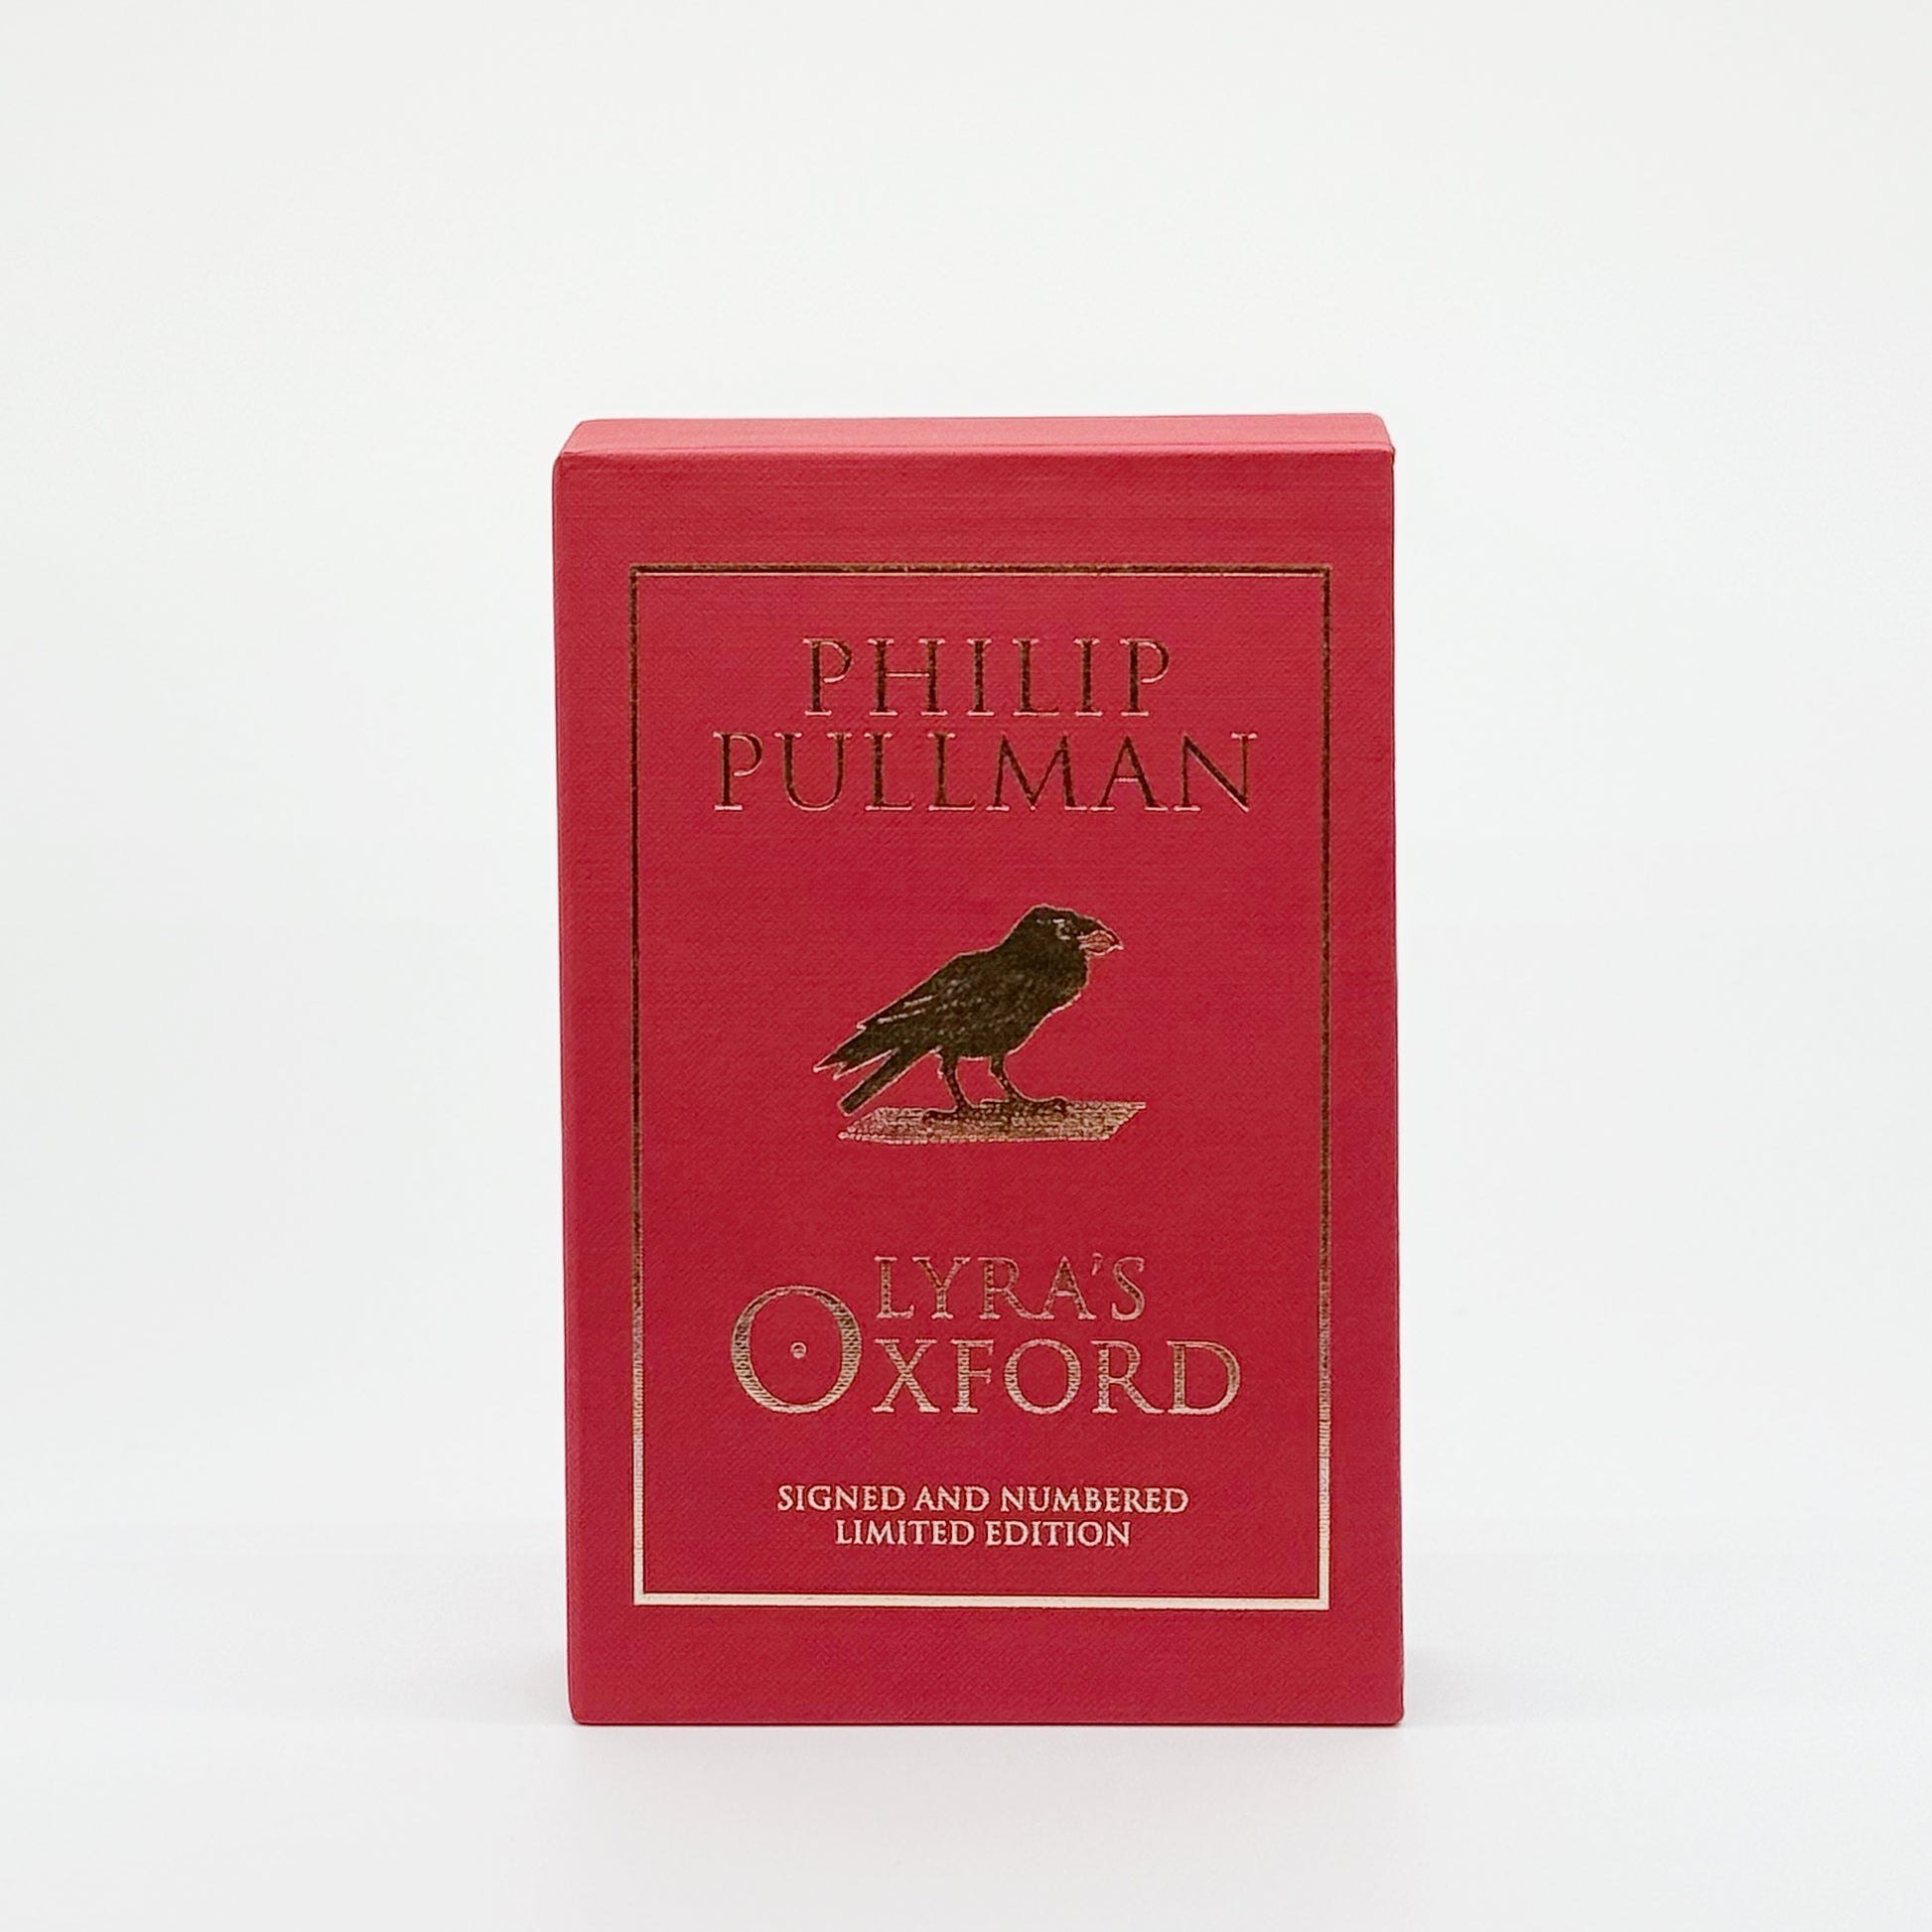 PHILIP
PULLMAN
LYRA'S
OXFORD
SIGNED AND NUMBERED
LIMITED EDITION